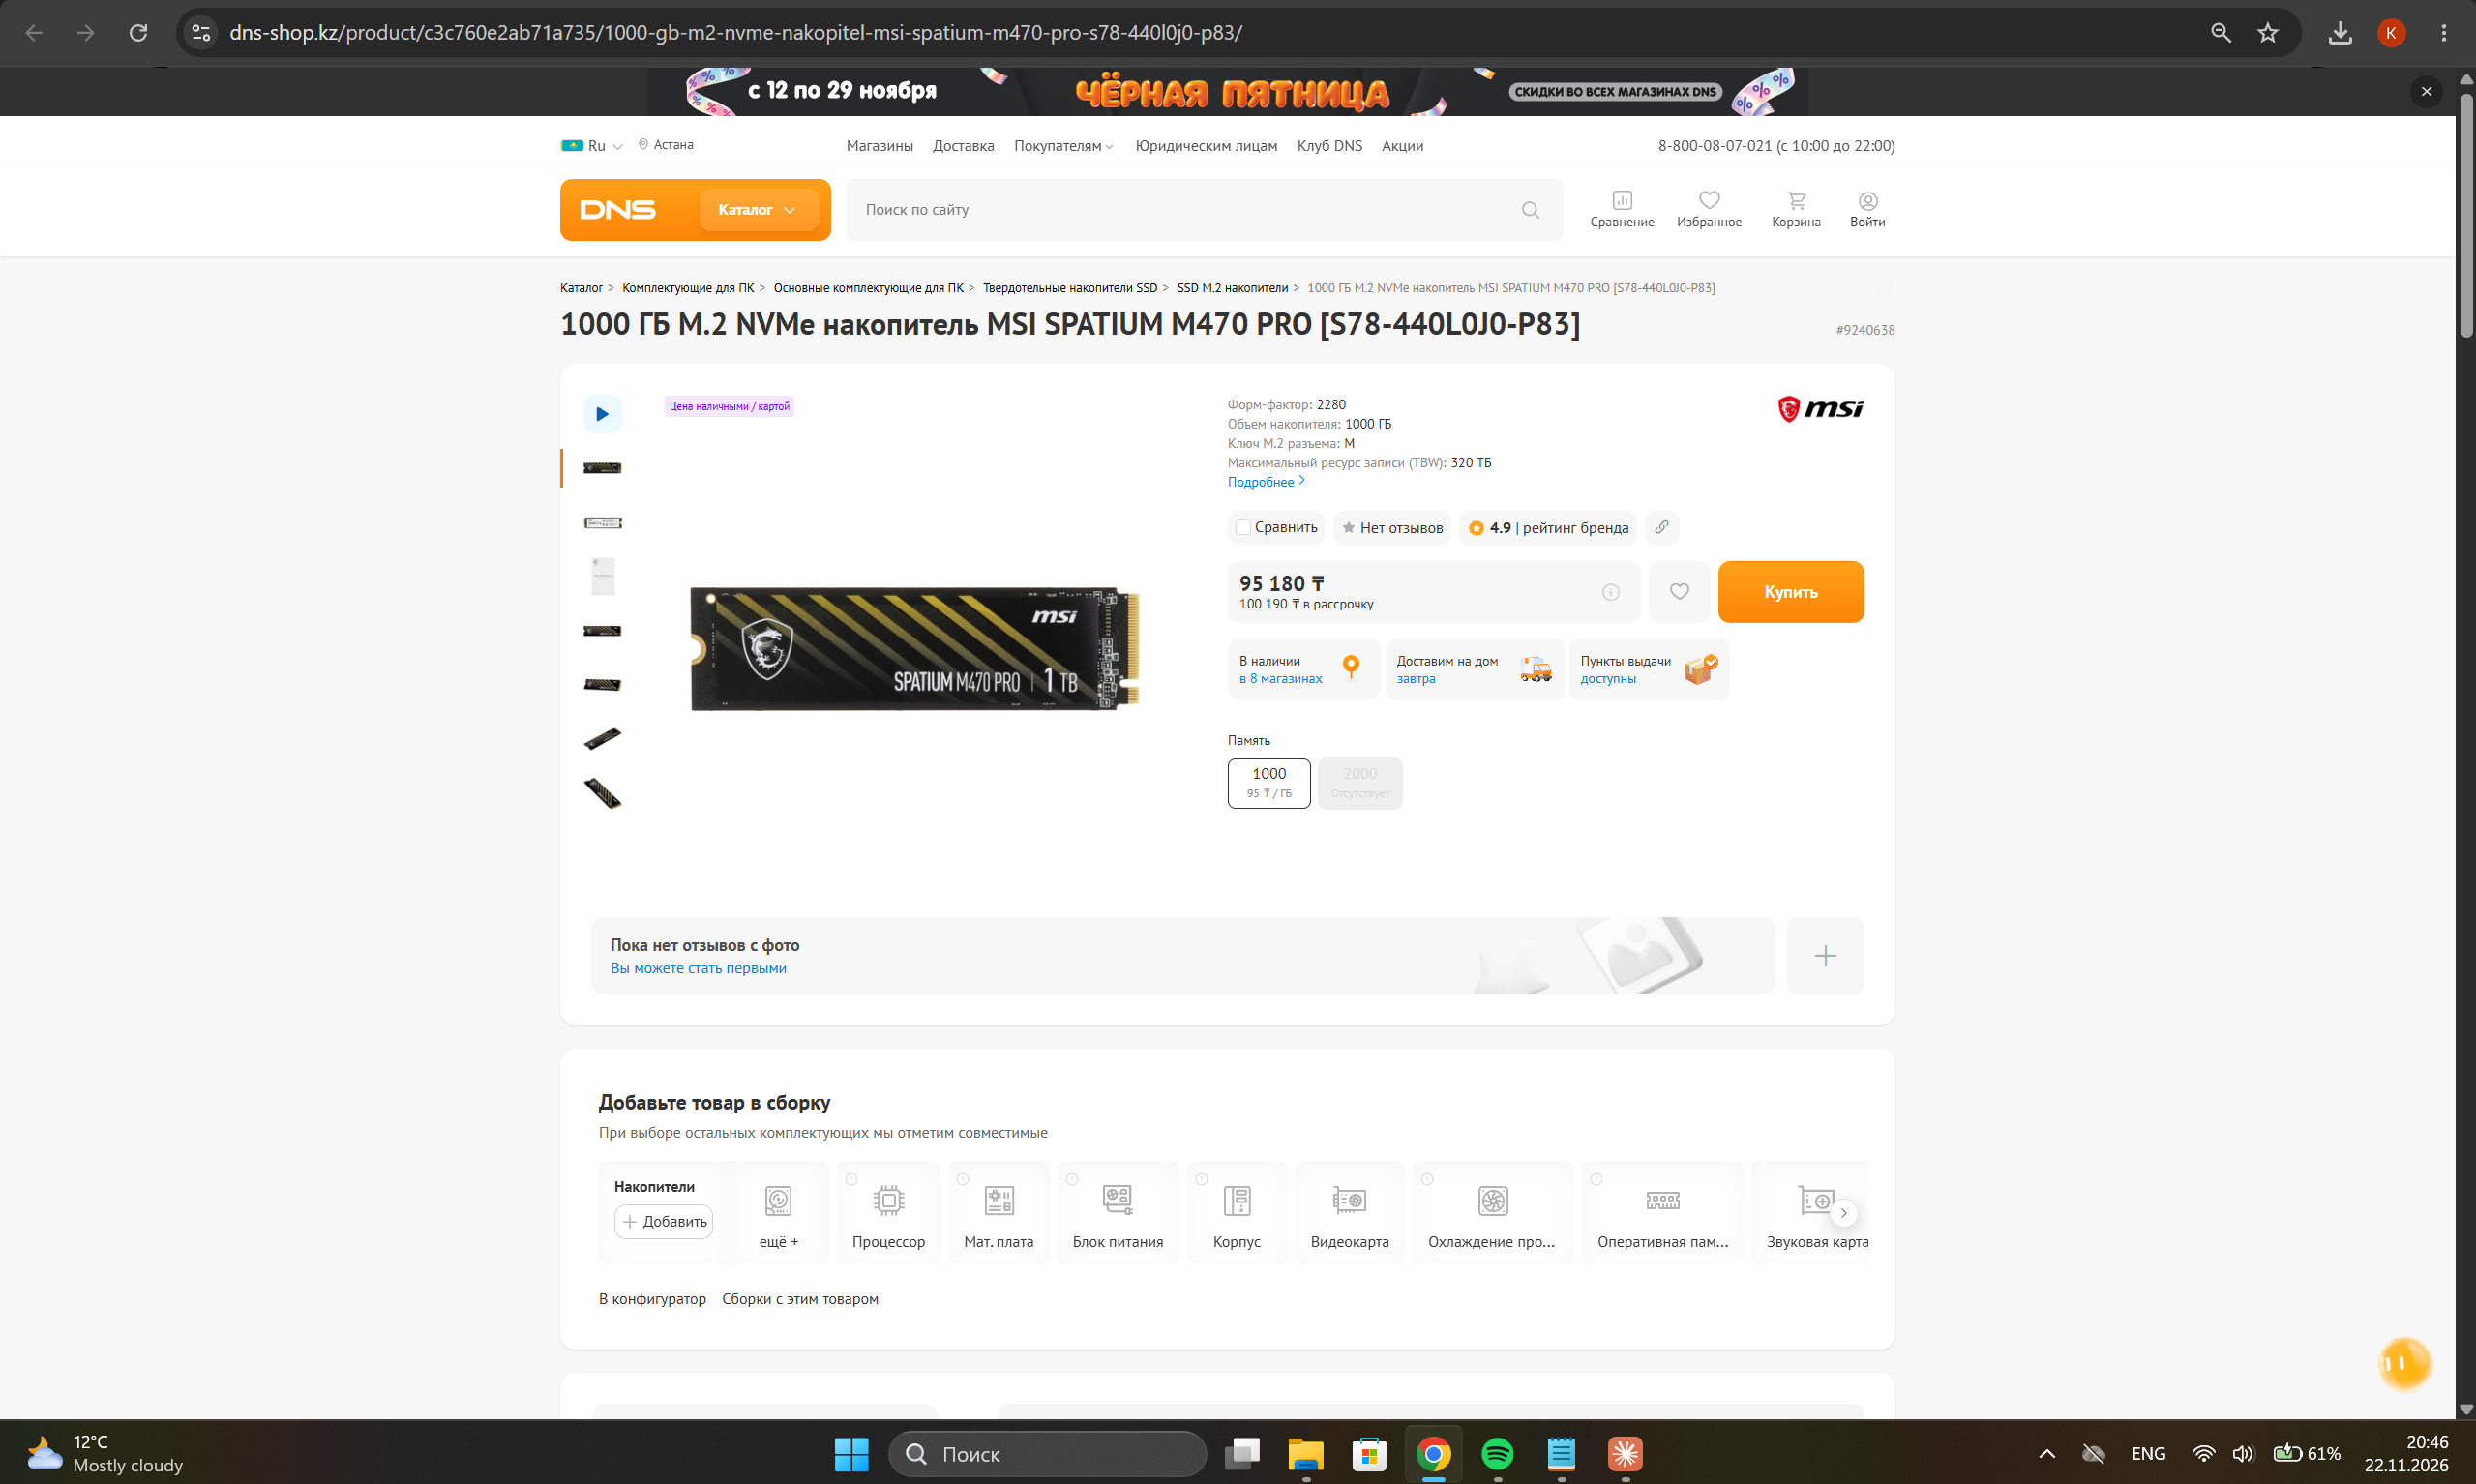 dns-shop.kz/product/c3c760e2ab71a735/1000-gb-m2-nvme-nakopitel-msi-spatium-m470-pro-s78-440l0j0-p83/
K
с 12 по 29 ноября
ЧЁРНАЯ ПЯТНИЦА
СКИДКИ ВО ВСЕХ МАГАЗИНАХ DNS
Ru
Астана
Магазины
Доставка
Покупателям
Юридическим лицам
Клуб DNS
Акции
8-800-08-07-021 (с 10:00 до 22:00)
DNS
Каталог
Поиск по сайту
Сравнение
Избранное
Корзина
Войти
Каталог > Комплектующие для ПК > Основные комплектующие для ПК > Твердотельные накопители SSD > SSD M.2 накопители > 1000 ГБ M.2 NVMe накопитель MSI SPATIUM M470 PRO [S78-440L0J0-P83]
1000 ГБ M.2 NVMe накопитель MSI SPATIUM M470 PRO [S78-440L0J0-P83]
#9240638
Цена наличными / картой
msi
SPATIUM M470 PRO | 1 TB
Форм-фактор: 2280
Объем накопителя: 1000 ГБ
Ключ M.2 разъема: M
Максимальный ресурс записи (TBW): 320 ТБ
Подробнее
msi
Сравнить
Нет отзывов
4.9 | рейтинг бренда
95 180 ₸
100 190 ₸ в рассрочку
Купить
В наличии
в 8 магазинах
Доставим на дом
завтра
Пункты выдачи
доступны
Память
1000
95 ₸ / ГБ
2000
Отсутствует
Пока нет отзывов с фото
Вы можете стать первыми
Добавьте товар в сборку
При выборе остальных комплектующих мы отметим совместимые
Накопители
Добавить
ещё +
Процессор
Мат. плата
Блок питания
Корпус
Видеокарта
Охлаждение про...
Оперативная пам...
Звуковая карта
В конфигуратор
Сборки с этим товаром
12°C
Mostly cloudy
Поиск
ENG
61%
20:46
22.11.2026